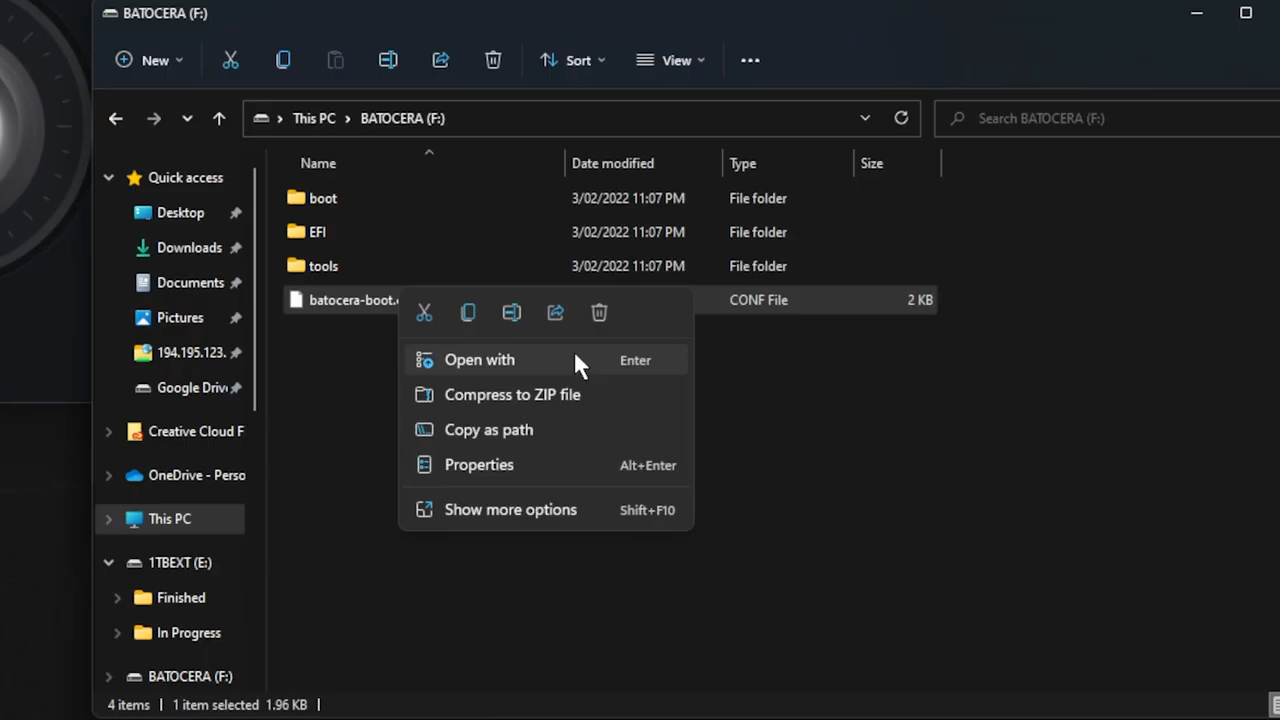 BATOCERA (F:)
New
Sort
View
This PC > BATOCERA (F:)
Search BATOCERA (F:)
Name
Date modified
Type
Size
Quick access
Desktop
Downloads
Documents
Pictures
194.195.123.
Google Driv
Creative Cloud F
OneDrive - Perso
This PC
1TBEXT (E:)
Finished
In Progress
BATOCERA (F:)
boot 3/02/2022 11:07 PM File folder
EFI 3/02/2022 11:07 PM File folder
tools 3/02/2022 11:07 PM File folder
batocera-boot.c CONF File 2 KB
Open with Enter
Compress to ZIP file
Copy as path
Properties Alt+Enter
Show more options Shift+F10
4 items | 1 item selected 1.96 KB |